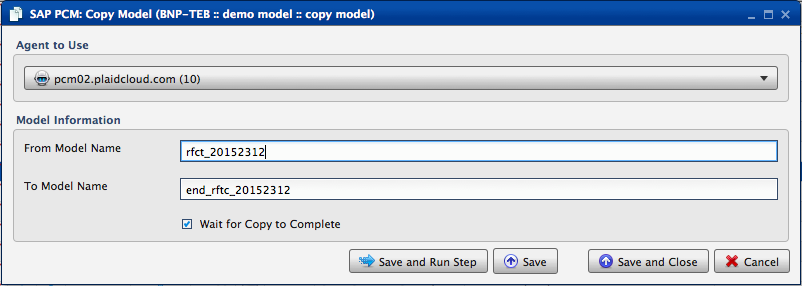 SAP PCM: Copy Model (BNP-TEB :: demo model :: copy model)
Agent to Use
pcm02.plaidcloud.com (10)
Model Information
From Model Name
rfct_20152312
To Model Name
end_rftc_20152312
Wait for Copy to Complete
Save and Run Step Save Save and Close Cancel